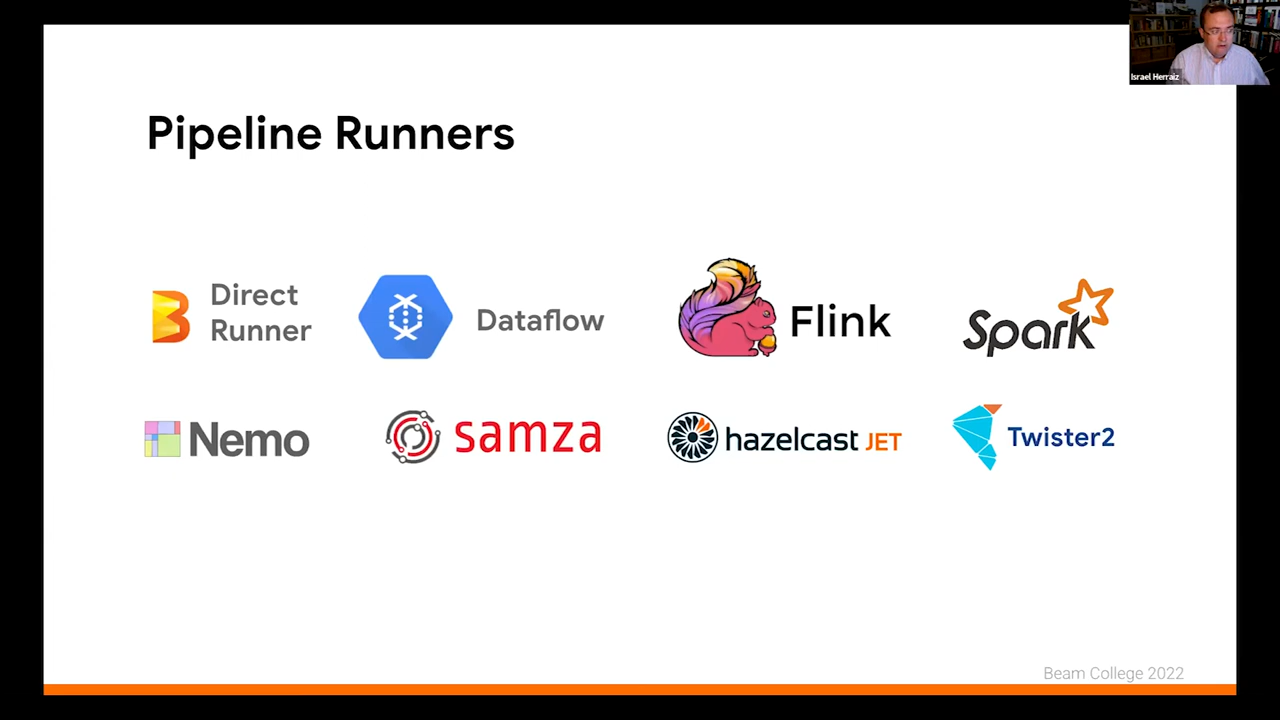 Israel Herraiz
Pipeline Runners
Direct
Runner
Dataflow
Flink
Spark
Nemo
samza
hazelcast JET
Twister2
Beam College 2022